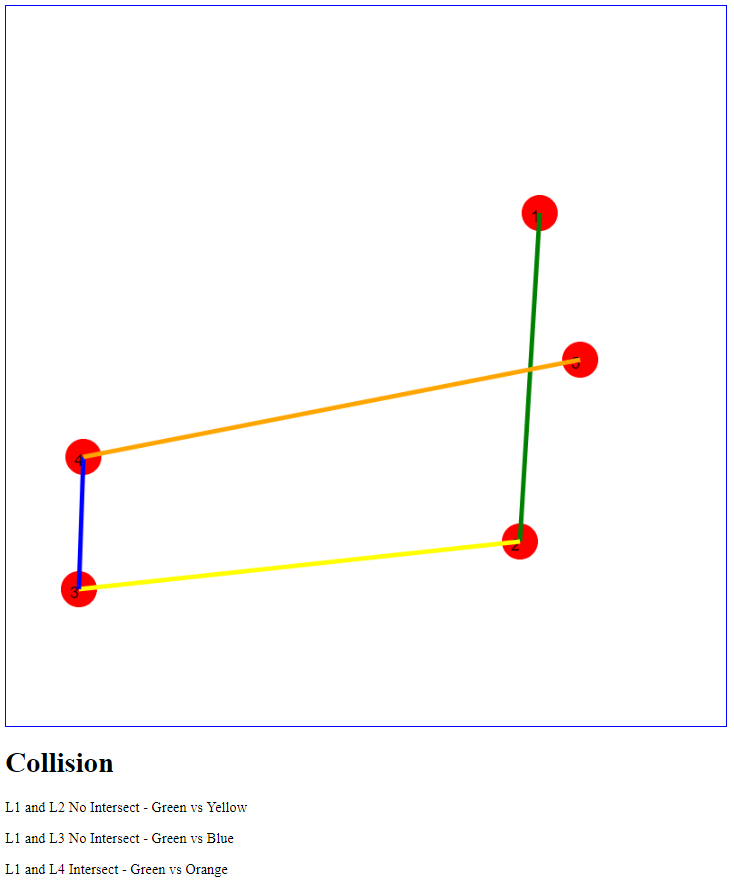 1
5
4
2
3
Collision
L1 and L2 No Intersect - Green vs Yellow
L1 and L3 No Intersect - Green vs Blue
L1 and L4 Intersect - Green vs Orange